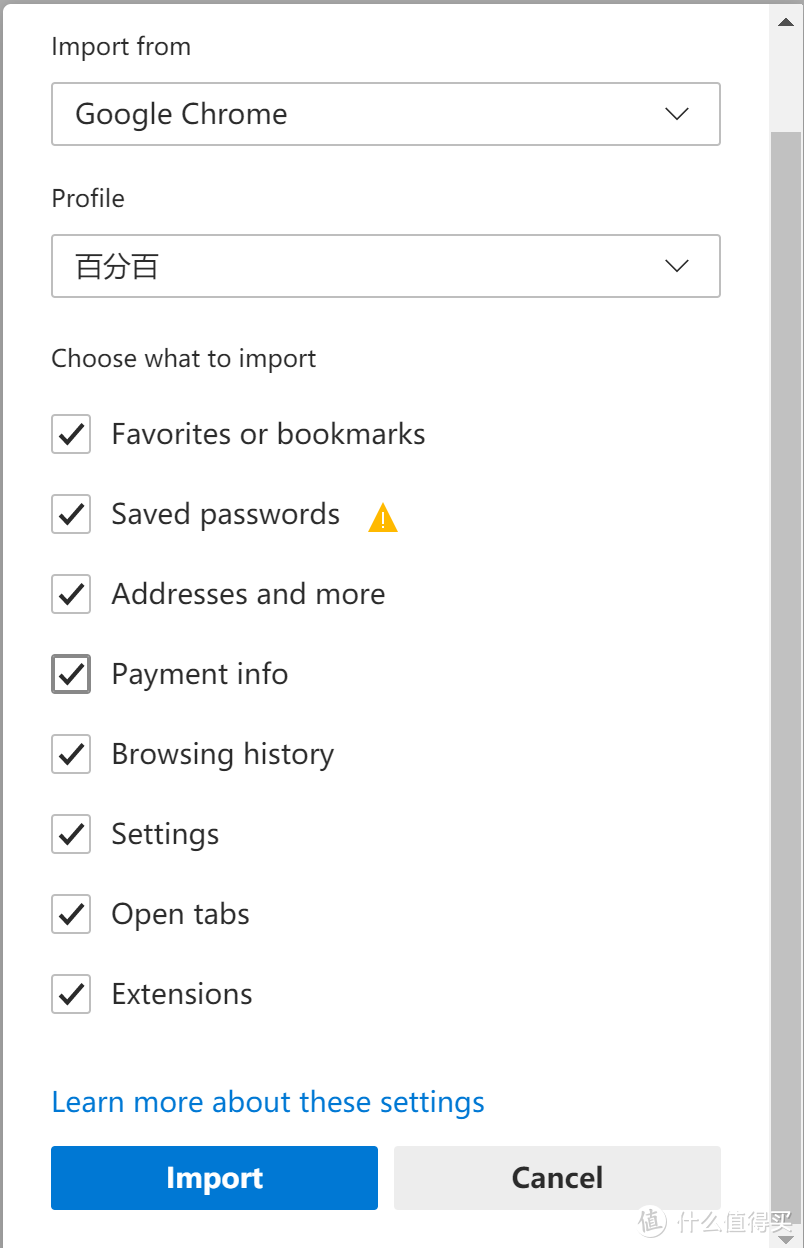 Import from
Google Chrome
Profile
百分百
Choose what to import
Favorites or bookmarks
Saved passwords
Addresses and more
Payment info
Browsing history
Settings
Open tabs
Extensions
Learn more about these settings
Import
Cancel
值 什么值得买